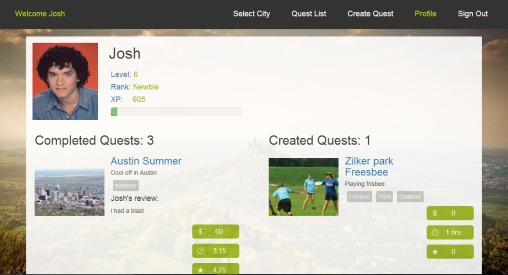 Welcome Josh
Select City
Quest List
Create Quest
Profile
Sign Out
Josh
Level: 6
Rank: Newbie
XP: 605
Completed Quests: 3
Austin Summer
Cool off in Austin
summer
Josh's review:
i had a blast
$ 60
3:15
4.75
Created Quests: 1
Zilker park
Freesbee
Playing frisbee
Frisbee Park Outdoor
$ 0
1 hrs
0